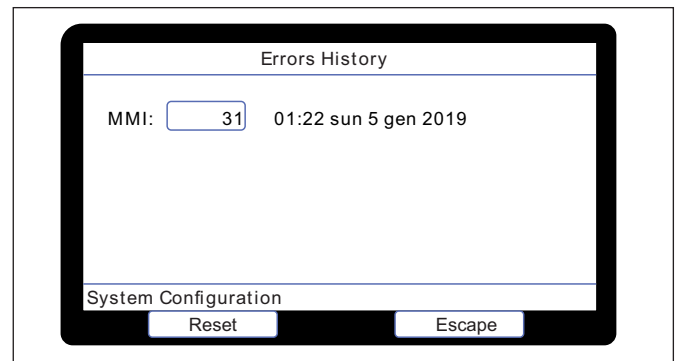 Errors History
MMI: 31 01:22 sun 5 gen 2019
System Configuration
Reset Escape